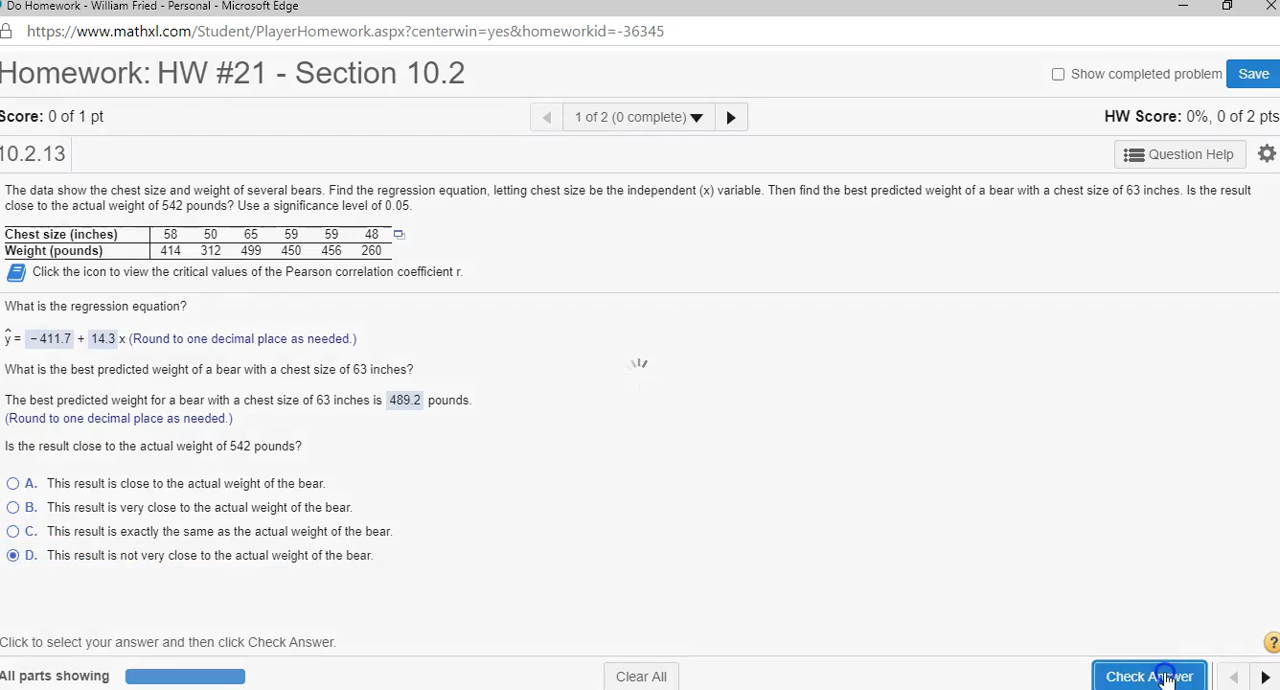 Do Homework - William Fried - Personal - Microsoft Edge
https://www.mathxl.com/Student/PlayerHomework.aspx?centerwin=yes&homeworkid=-36345
Homework: HW #21 - Section 10.2
Show completed problem Save
Score: 0 of 1 pt 1 of 2 (0 complete) HW Score: 0%, 0 of 2 pts
10.2.13 Question Help
The data show the chest size and weight of several bears. Find the regression equation, letting chest size be the independent (x) variable. Then find the best predicted weight of a bear with a chest size of 63 inches. Is the result
close to the actual weight of 542 pounds? Use a significance level of 0.05.
Chest size (inches) 58 50 65 59 59 48
Weight (pounds) 414 312 499 450 456 260
Click the icon to view the critical values of the Pearson correlation coefficient r.
What is the regression equation?
ŷ = −411.7 + 14.3 x (Round to one decimal place as needed.)
What is the best predicted weight of a bear with a chest size of 63 inches?
The best predicted weight for a bear with a chest size of 63 inches is 489.2 pounds.
(Round to one decimal place as needed.)
Is the result close to the actual weight of 542 pounds?
A. This result is close to the actual weight of the bear.
B. This result is very close to the actual weight of the bear.
C. This result is exactly the same as the actual weight of the bear.
D. This result is not very close to the actual weight of the bear.
Click to select your answer and then click Check Answer.
?
All parts showing Clear All Check Answer